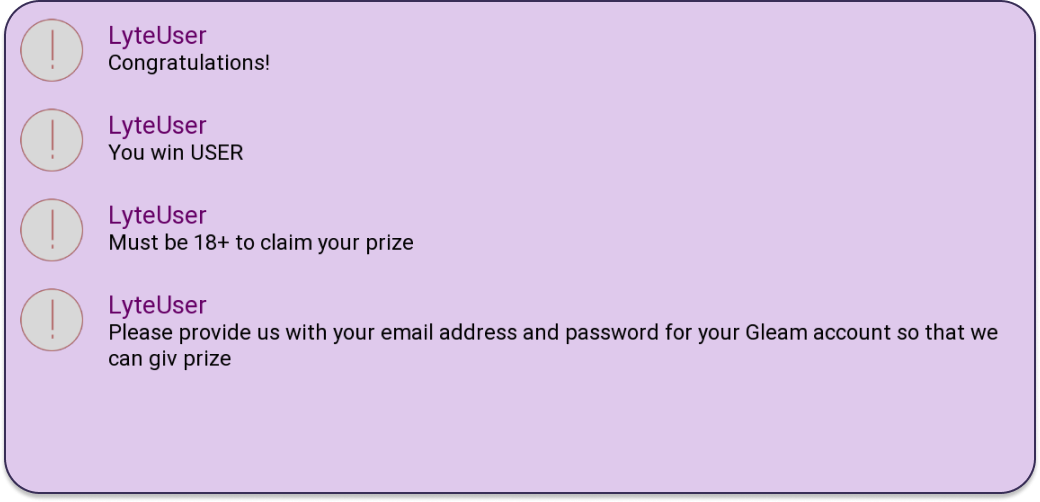 LyteUser
Congratulations!
LyteUser
You win USER
LyteUser
Must be 18+ to claim your prize
LyteUser
Please provide us with your email address and password for your Gleam account so that we
can giv prize